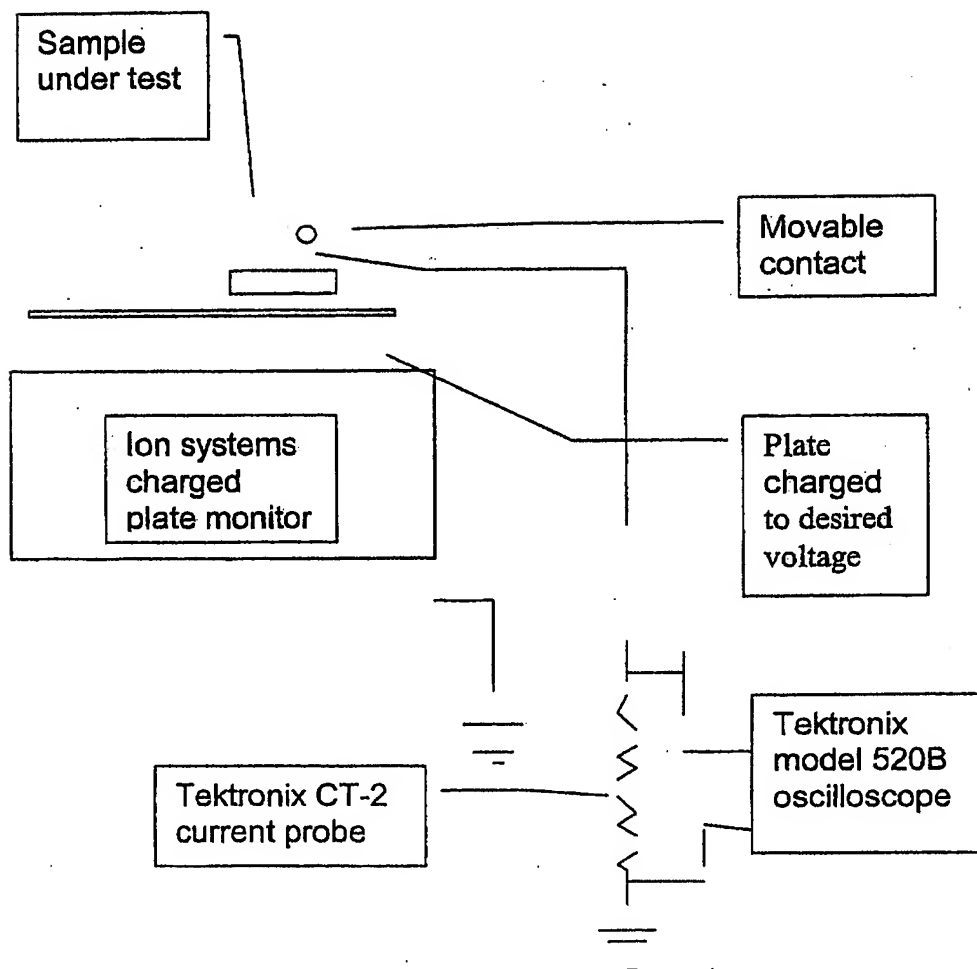 Sample
under test
Movable
contact
Ion systems
charged
plate monitor
Plate
charged
to desired
voltage
Tektronix CT-2
current probe
Tektronix
model 520B
oscilloscope